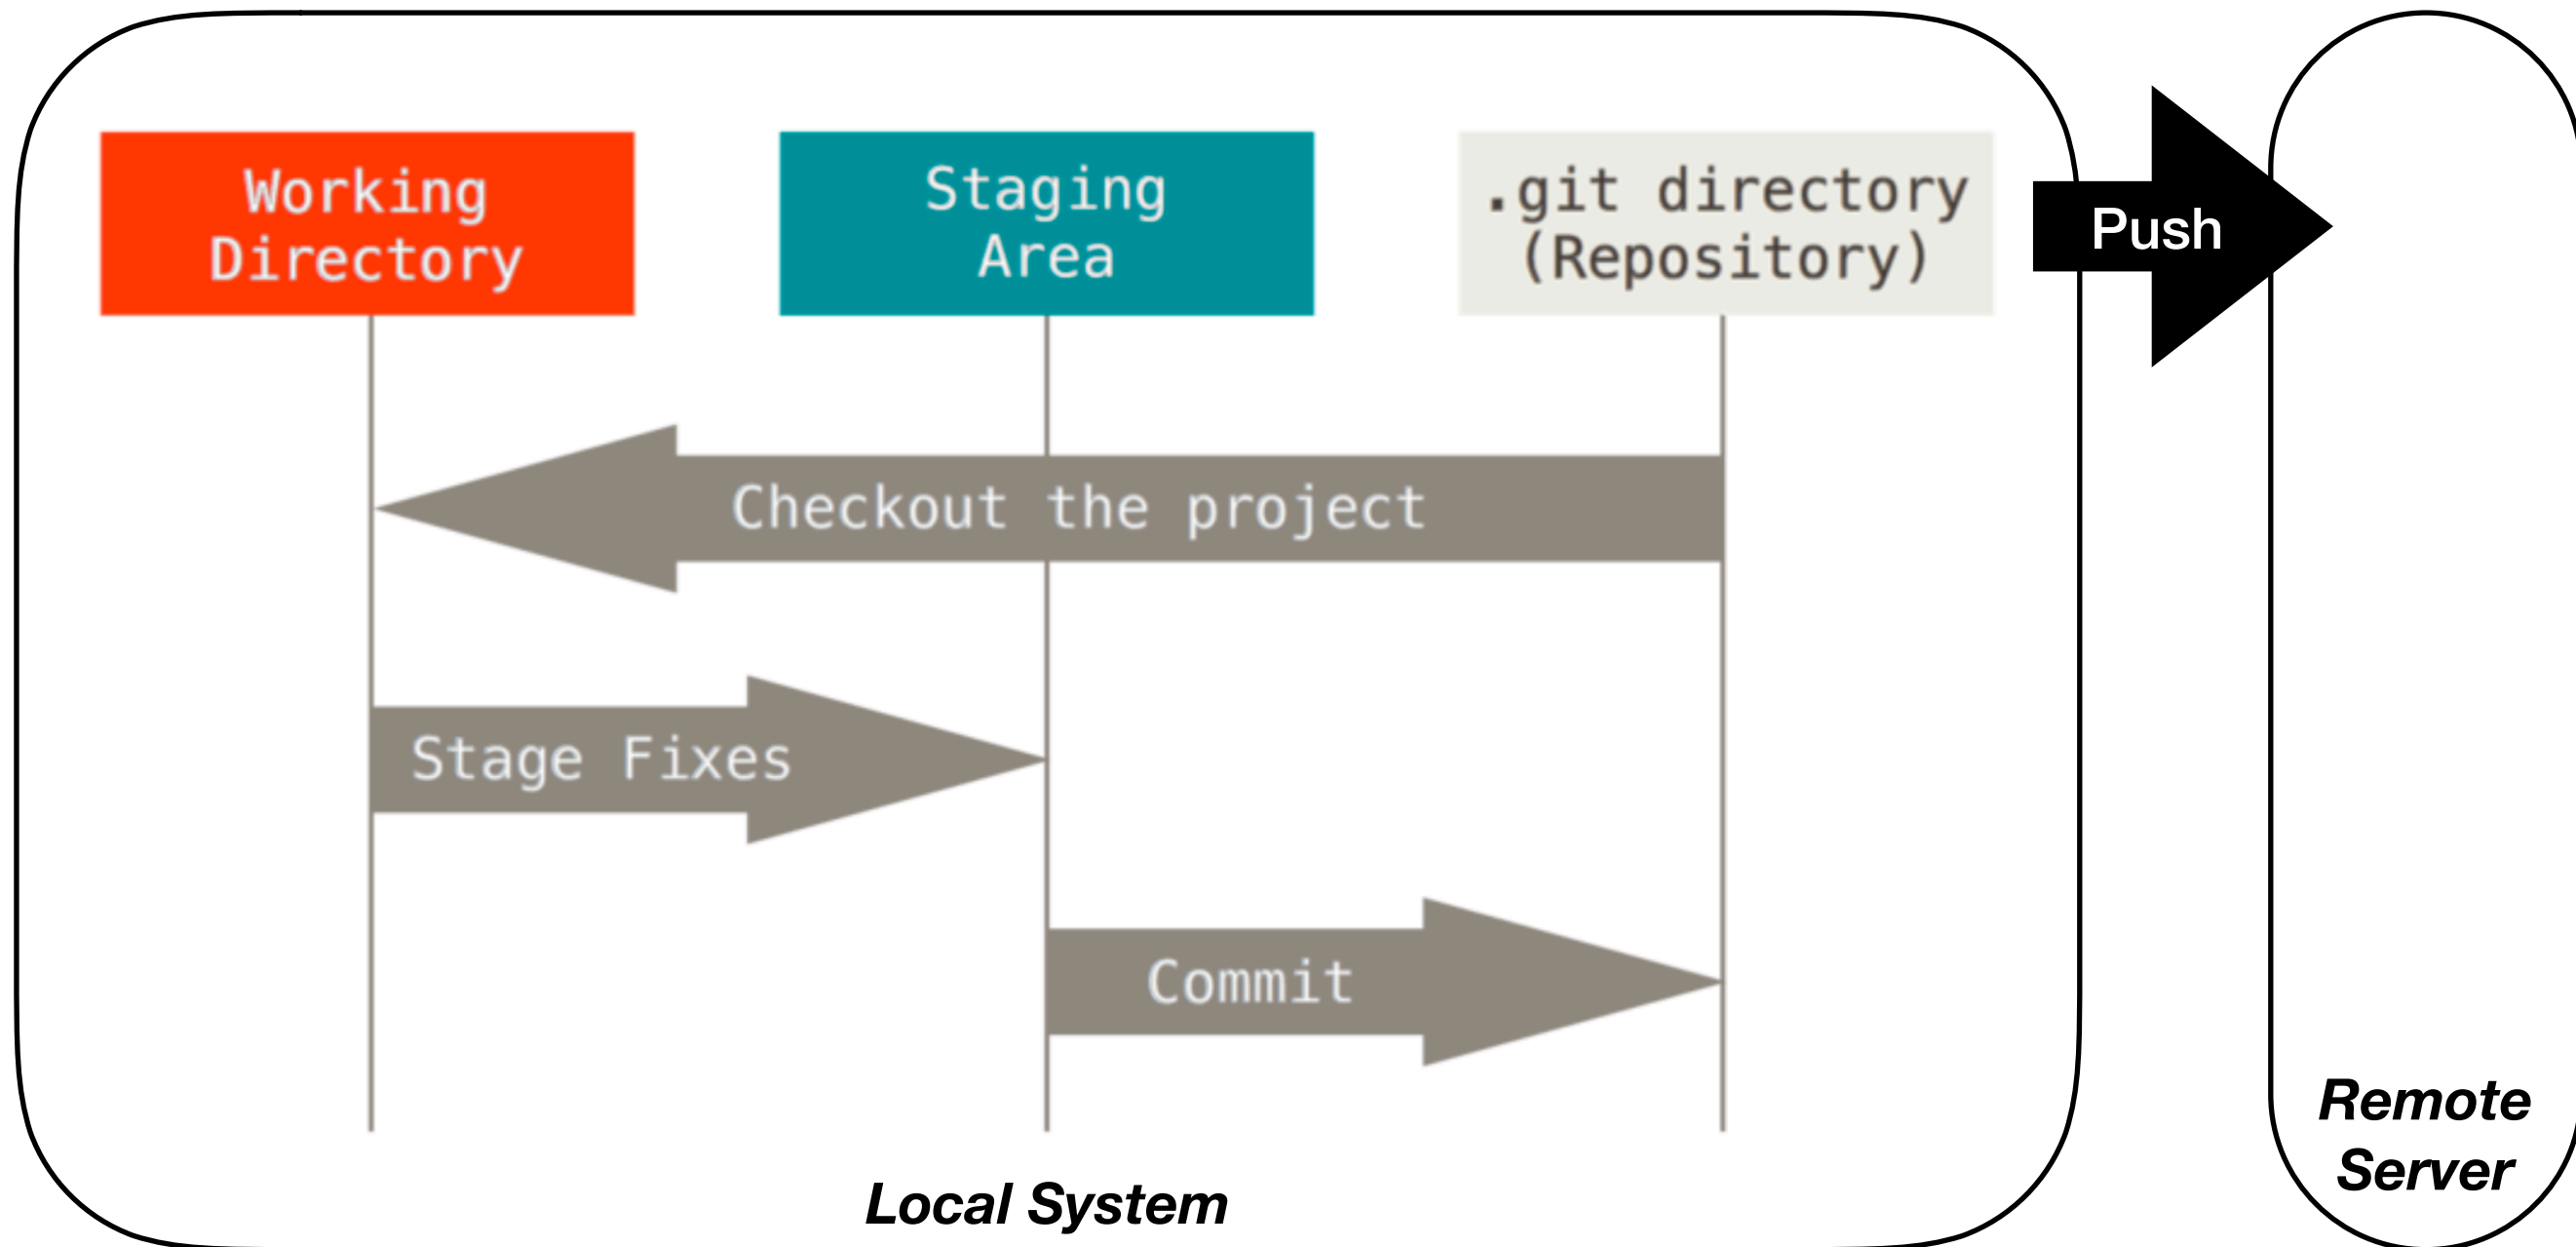 Working
Directory
Staging
Area
.git directory
(Repository)
Push
Checkout the project
Stage Fixes
Commit
Local System
Remote
Server